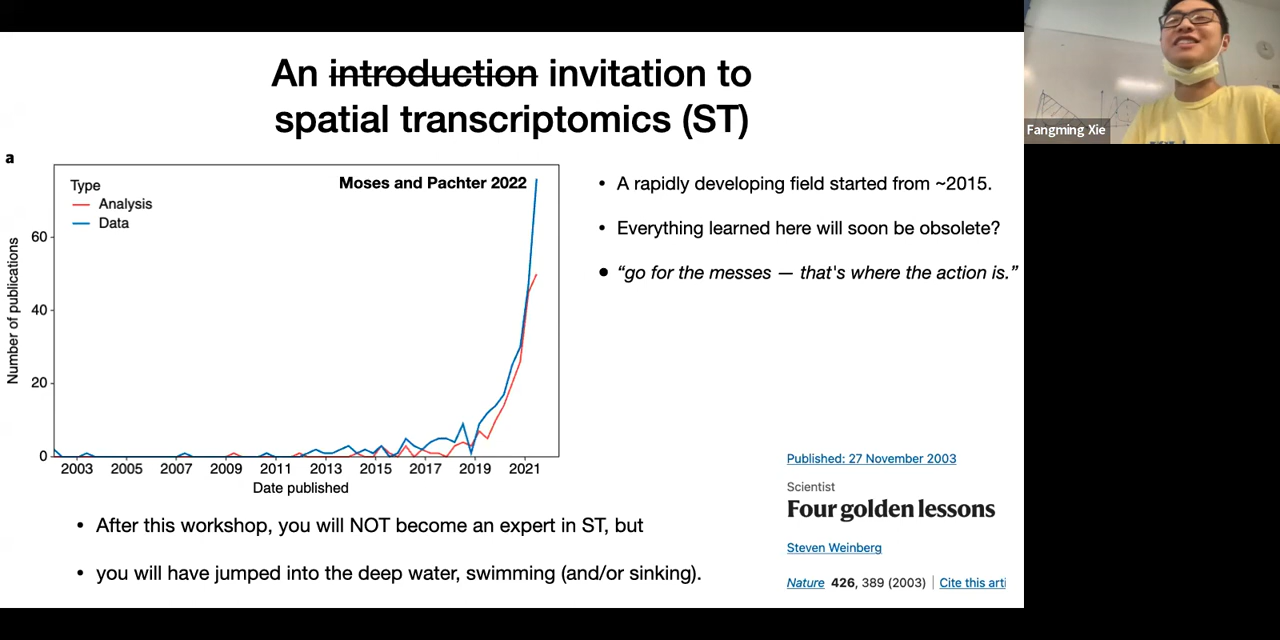 An introduction invitation to
spatial transcriptomics (ST)
Fangming Xie
a
Type
Analysis
Data
Moses and Pachter 2022
Number of publications
60
40
20
0
2003 2005 2007 2009 2011 2013 2015 2017 2019 2021
Date published
• A rapidly developing field started from ~2015.
• Everything learned here will soon be obsolete?
• “go for the messes — that's where the action is.”
• After this workshop, you will NOT become an expert in ST, but
• you will have jumped into the deep water, swimming (and/or sinking).
Published: 27 November 2003
Scientist
Four golden lessons
Steven Weinberg
Nature 426, 389 (2003) | Cite this arti